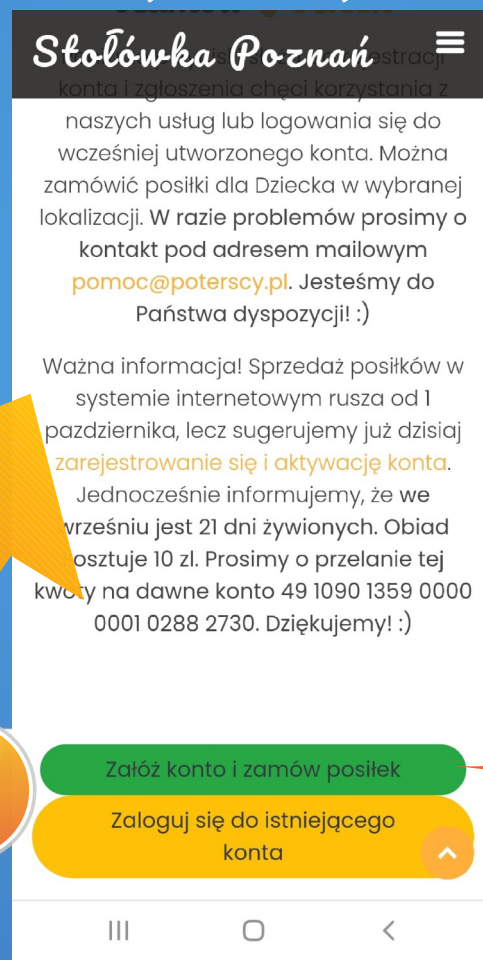 Stołówka Poznań
estracji
konta i zgłoszenia chęci korzystania z
naszych usług lub logowania się do
wcześniej utworzonego konta. Można
zamówić posiłki dla Dziecka w wybranej
lokalizacji. W razie problemów prosimy o
kontakt pod adresem mailowym
pomoc@poterscy.pl. Jesteśmy do
Państwa dyspozycji! :)
Ważna informacja! Sprzedaż posiłków w
systemie internetowym rusza od 1
pazdziernika, lecz sugerujemy już dzisiaj
zarejestrowanie się i aktywację konta.
Jednocześnie informujemy, że we
wrześniu jest 21 dni żywionych. Obiad
kosztuje 10 zl. Prosimy o przelanie tej
kwoty na dawne konto 49 1090 1359 0000
0001 0288 2730. Dziękujemy! :)
Załóż konto i zamów posiłek
Zaloguj się do istniejącego
konta